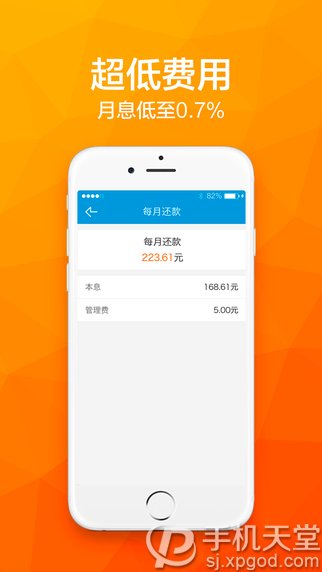 超低费用
月息低至0.7%
82%
每月还款
每月还款
223.61元
本息 168.61元
管理费 5.00元
手机天堂
sj.xpgod.com